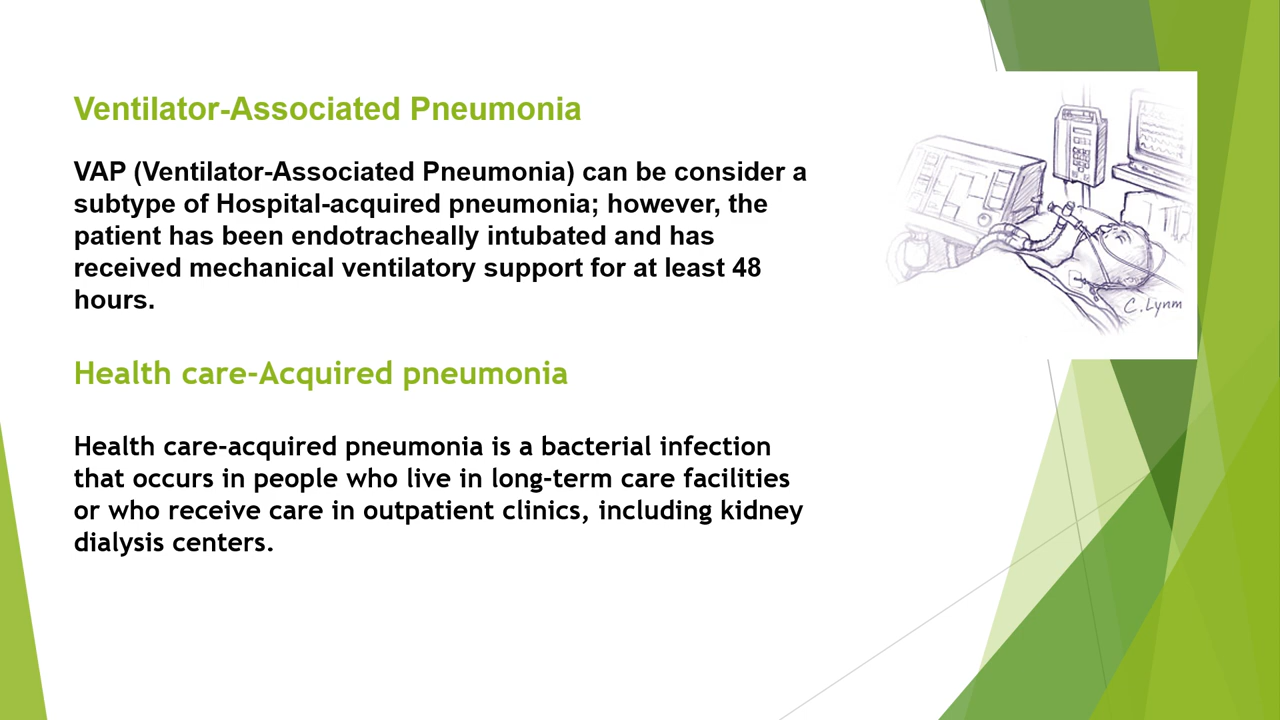 Ventilator-Associated Pneumonia
VAP (Ventilator-Associated Pneumonia) can be consider a
subtype of Hospital-acquired pneumonia; however, the
patient has been endotracheally intubated and has
received mechanical ventilatory support for at least 48
hours.
C.Lynm
Health care-Acquired pneumonia
Health care-acquired pneumonia is a bacterial infection
that occurs in people who live in long-term care facilities
or who receive care in outpatient clinics, including kidney
dialysis centers.